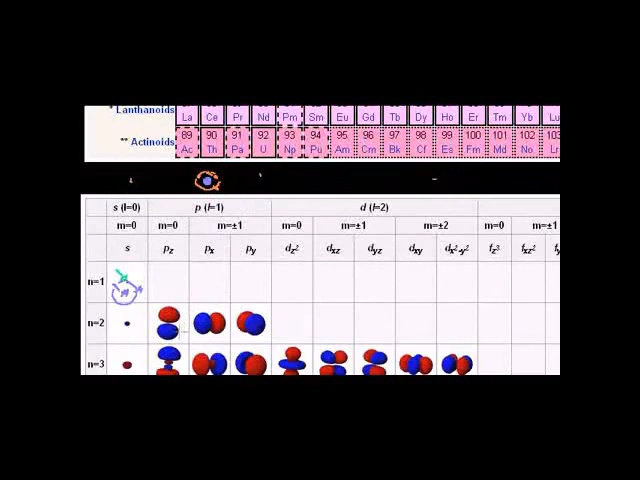 * Lanthanoids La Ce Pr Nd Pm Sm Eu Gd Tb Dy Ho Er Tm Yb Lu
89 90 91 92 93 94 95 96 97 98 99 100 101 102 103
** Actinoids Ac Th Pa U Np Pu Am Cm Bk Cf Es Fm Md No Lr
s (l=0) p (l=1) d (l=2)
m=0 m=0 m=±1 m=0 m=±1 m=±2 m=0 m=±1
s pz px py dz² dxz dyz dxy dx²-y² fz³ fxz²
n=1
n=2
n=3